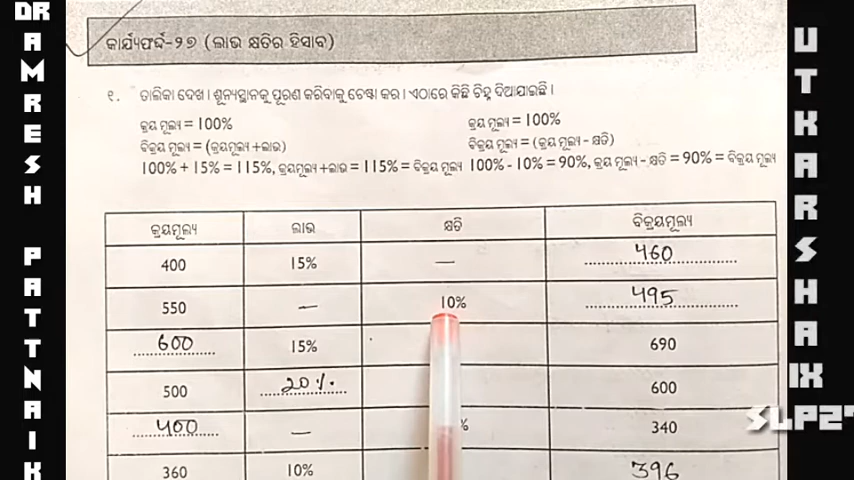 DR AMRESH PATTNAIK
କାର୍ଯ୍ୟଫର୍ଦ୍ଦ-୨୭ (ଲାଭ କ୍ଷତିର ହିସାବ)
୧. ତାଲିକା ଦେଖ। ଶୂନ୍ୟସ୍ଥାନକୁ ପୂରଣ କରିବାକୁ ଚେଷ୍ଟା କର। ଏଠାରେ କିଛି ଚିହ୍ନ ଦିଆଯାଇଛି।
କ୍ରୟ ମୂଲ୍ୟ = 100% କ୍ରୟ ମୂଲ୍ୟ = 100%
ବିକ୍ରୟ ମୂଲ୍ୟ = (କ୍ରୟମୂଲ୍ୟ +ଲାଭ) ବିକ୍ରୟ ମୂଲ୍ୟ = (କ୍ରୟ ମୂଲ୍ୟ - କ୍ଷତି)
100% + 15% = 115%, କ୍ରୟମୂଲ୍ୟ +ଲାଭ = 115% = ବିକ୍ରୟ ମୂଲ୍ୟ 100% - 10% = 90%, କ୍ରୟ ମୂଲ୍ୟ - କ୍ଷତି = 90% = ବିକ୍ରୟ ମୂଲ୍ୟ
କ୍ରୟମୂଲ୍ୟ ଲାଭ କ୍ଷତି ବିକ୍ରୟମୂଲ୍ୟ
400 15% — 460
550 — 10% 495
600 15% 690
500 20% 600
400 — % 340
360 10% 396
UTKARSHA IX
SLP27